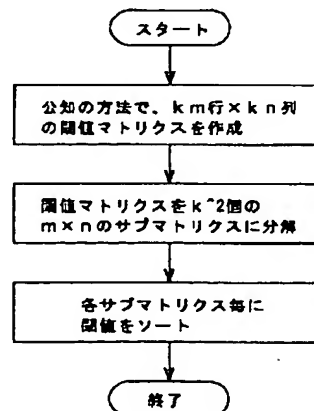 スタート
公知の方法で、km行×kn列
の閾値マトリクスを作成
閾値マトリクスをk^2個の
m×nのサブマトリクスに分解
各サブマトリクス毎に
閾値をソート
終了